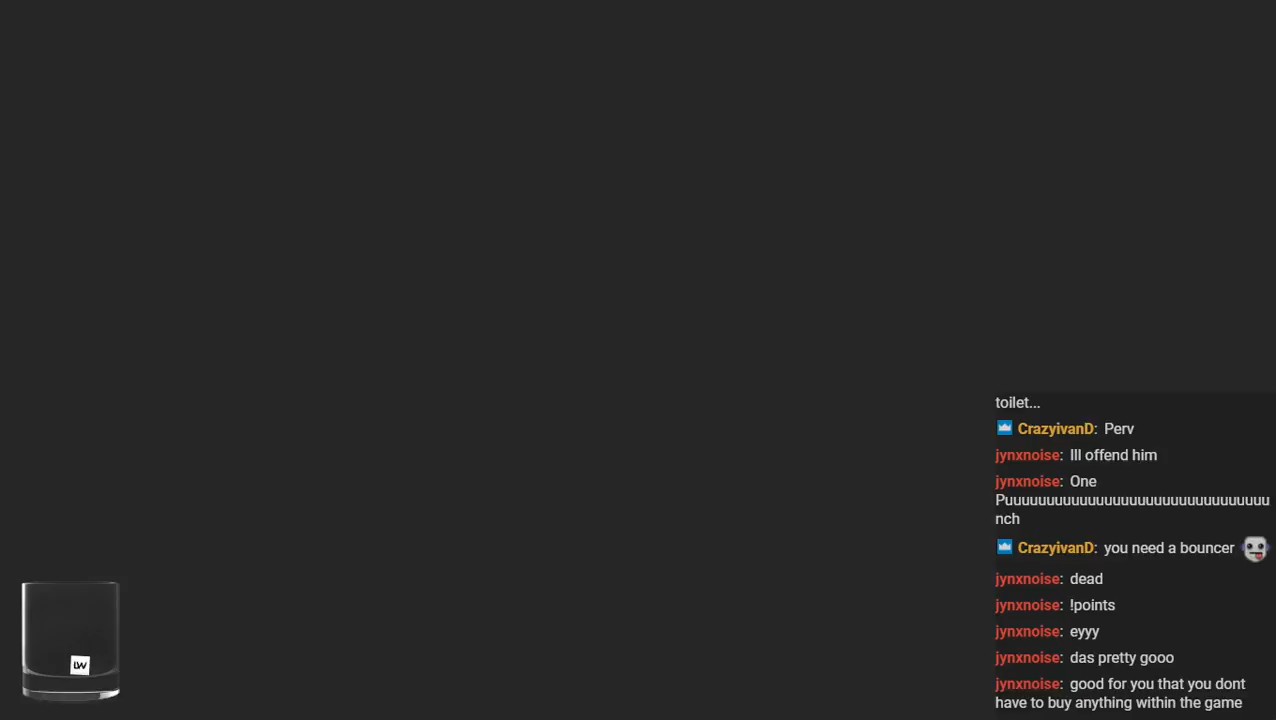 toilet...
CrazyivanD: Perv
jynxnoise: Ill offend him
jynxnoise: One
Puuuuuuuuuuuuuuuuuuuuuuuuuuuuu
nch
CrazyivanD: you need a bouncer
jynxnoise: dead
jynxnoise: !points
jynxnoise: eyyy
jynxnoise: das pretty gooo
jynxnoise: good for you that you dont
have to buy anything within the game
LW